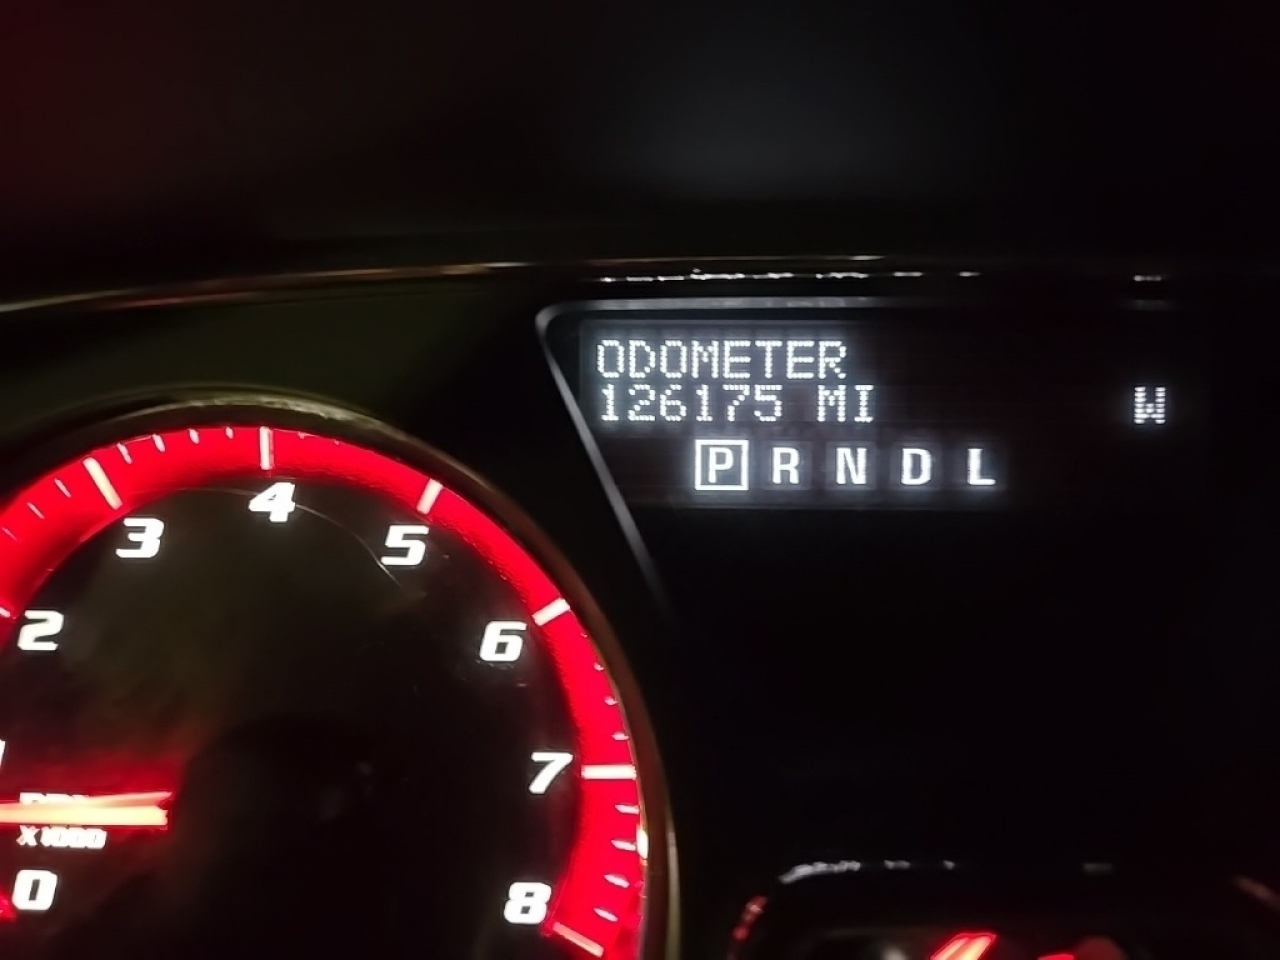 ODOMETER
126175 MI W
P R N D L
4
3 5
2 6
7
X1000
0 8